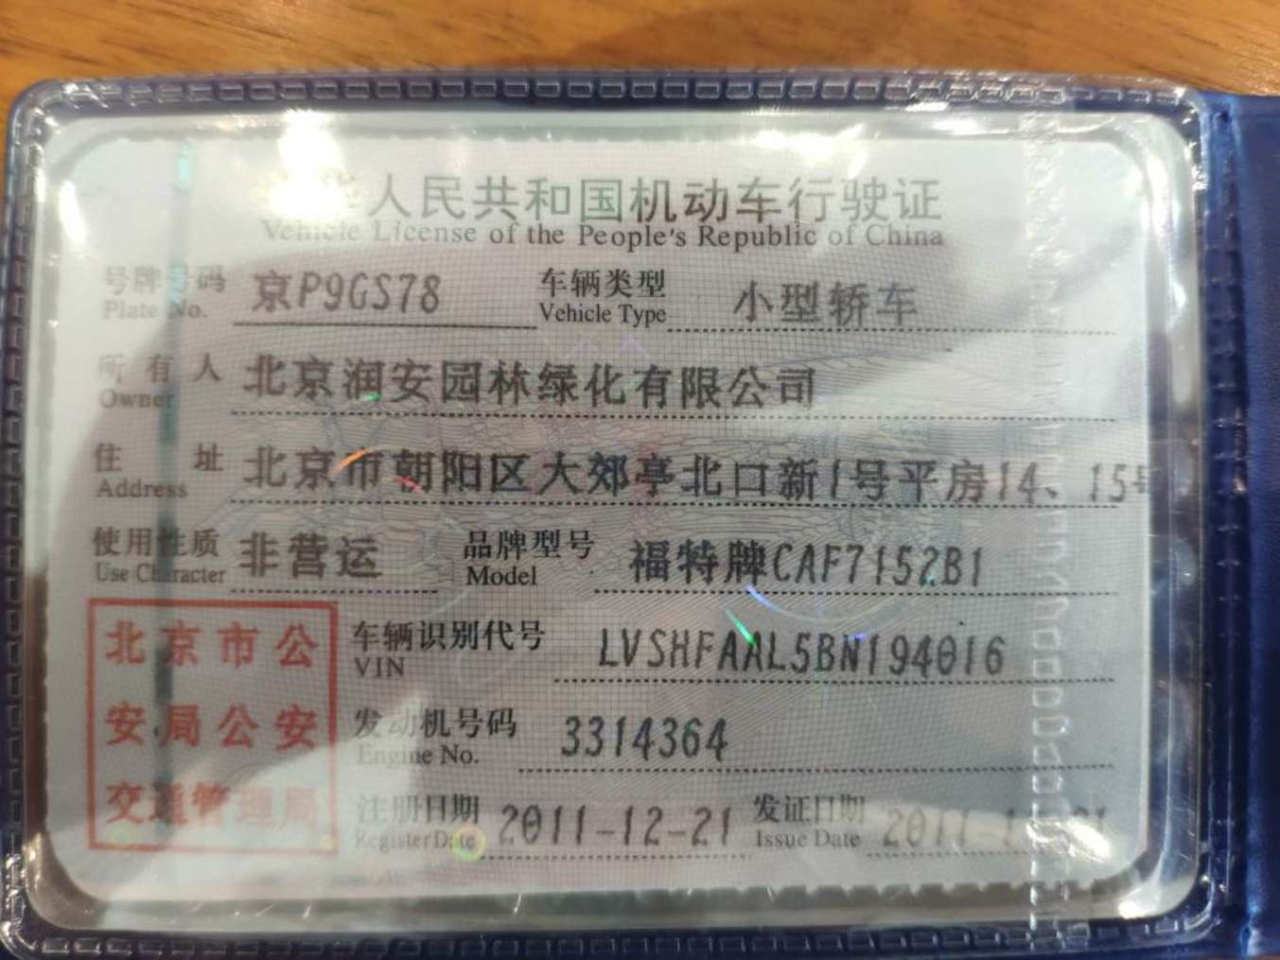 人民共和国机动车行驶证
Vehicle License of the People's Republic of China
号牌号码 京P9GS78 车辆类型 小型轿车
Plate No. Vehicle Type
所有人 北京润安园林绿化有限公司
Owner
住址 北京市朝阳区大郊亭北口新1号平房14、15号
Address
使用性质 非营运 品牌型号 福特牌CAF7152B1
Use Character Model
北京市公
安局公安
交通管理局
车辆识别代号 LVSHFAAL5BN194016
VIN
发动机号码 3314364
Engine No.
注册日期 2011-12-21 发证日期
Register Date Issue Date